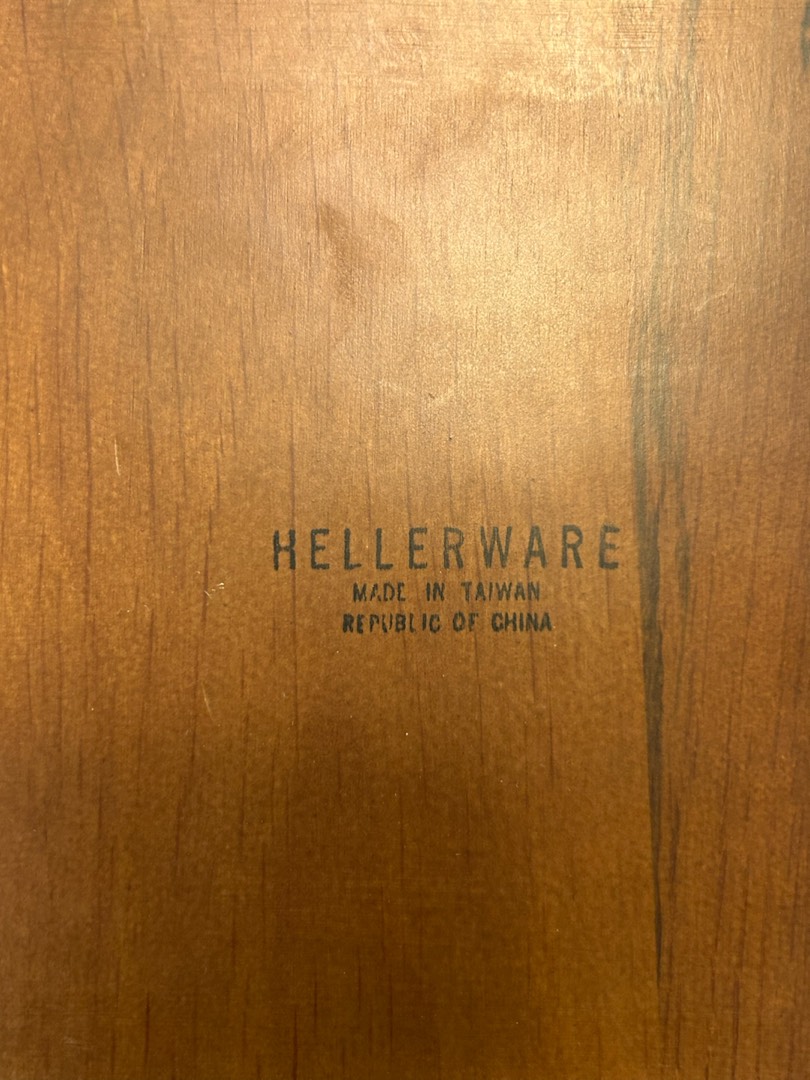 HELLERWARE
MADE IN TAIWAN
REPUBLIC OF CHINA